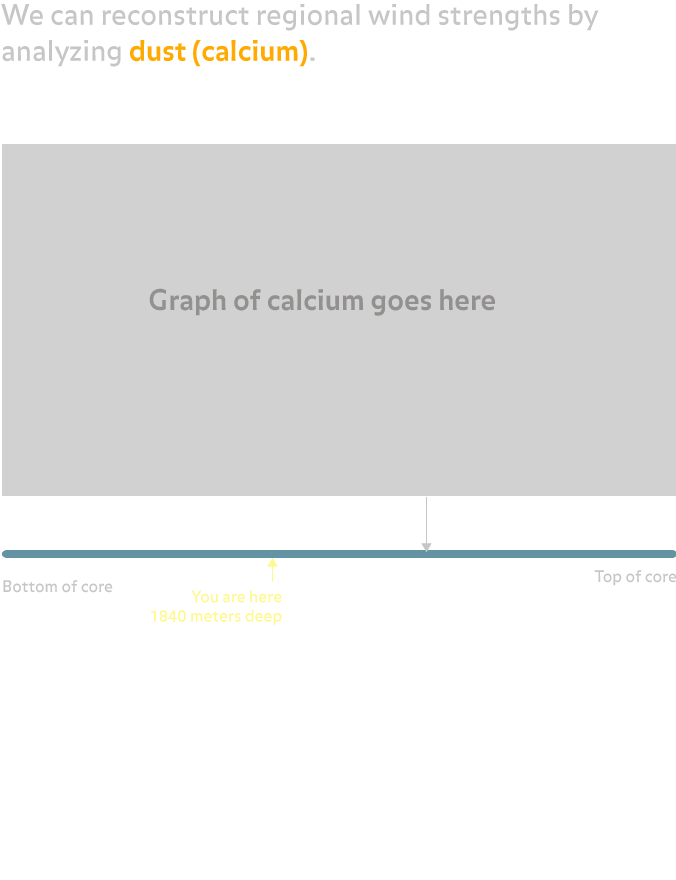 We can reconstruct regional wind strengths by
analyzing dust (calcium).
Graph of calcium goes here
Bottom of core
Top of core
You are here
1840 meters deep